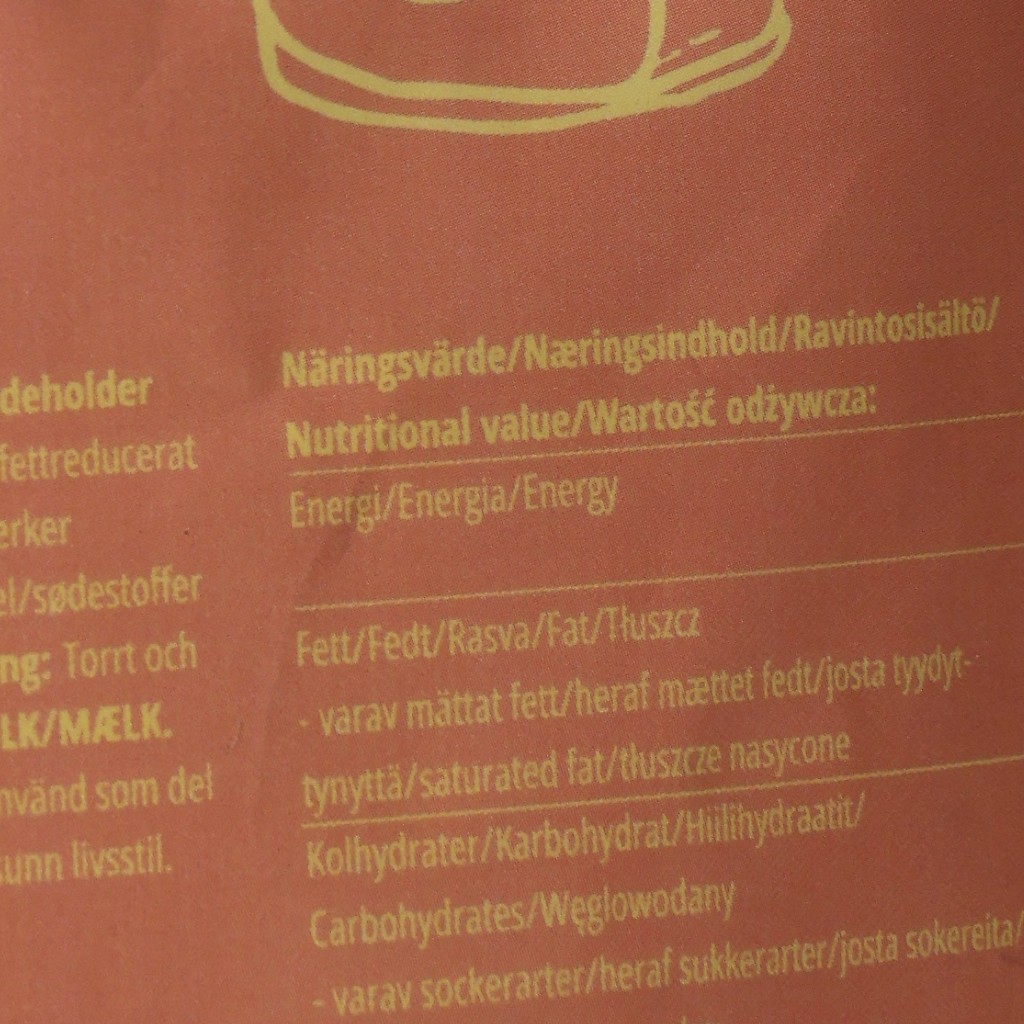 deholder
fettreducerat
erker
el/sødestoffer
ng: Torrt och
LK/MÆLK.
nvänd som del
sunn livsstil.
Näringsvärde/Næringsindhold/Ravintosisältö/
Nutritional value/Wartość odżywcza:
Energi/Energia/Energy
Fett/Fedt/Rasva/Fat/Tłuszcz
- varav mättat fett/heraf mættet fedt/josta tyydyt-
tynyttä/saturated fat/tłuszcze nasycone
Kolhydrater/Karbohydrat/Hiilihydraatit/
Carbohydrates/Węglowodany
- varav sockerarter/heraf sukkerarter/josta sokereita/